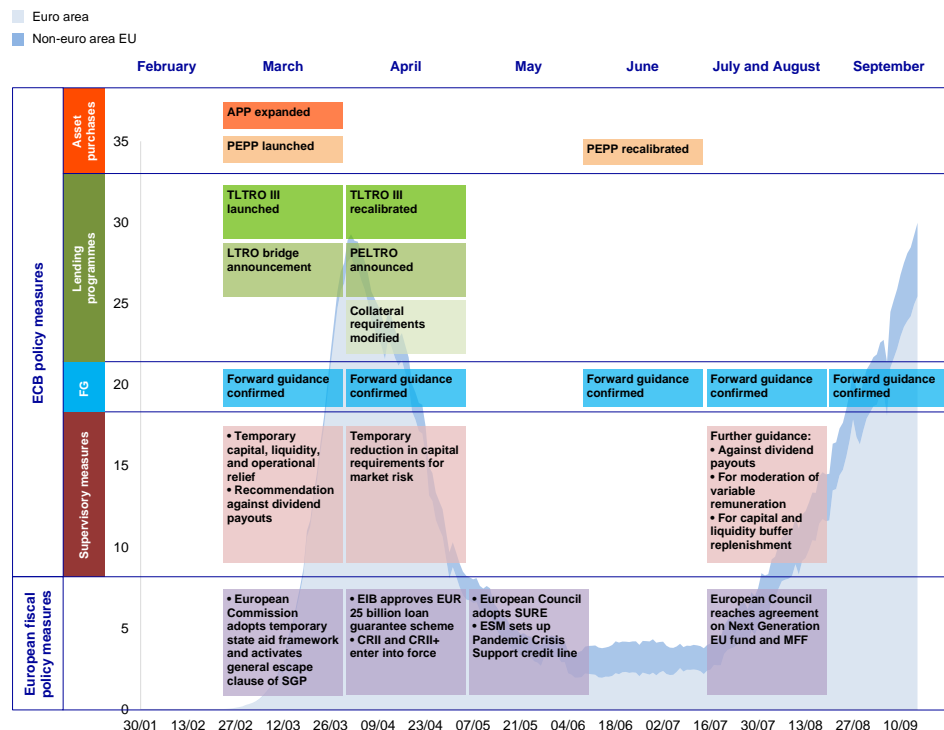 Euro area
Non-euro area EU
February
March
April
May
June
July and August
September
ECB policy measures
Asset
purchases
APP expanded
PEPP launched
PEPP recalibrated
35
Lending
programmes
TLTRO III
launched
TLTRO III
recalibrated
30
LTRO bridge
announcement
PELTRO
announced
25
Collateral
requirements
modified
FG
20
Forward guidance
confirmed
Forward guidance
confirmed
Forward guidance
confirmed
Forward guidance
confirmed
Forward guidance
confirmed
Supervisory measures
15
10
• Temporary
capital, liquidity,
and operational
relief
• Recommendation
against dividend
payouts
Temporary
reduction in capital
requirements for
market risk
Further guidance:
• Against dividend
payouts
• For moderation of
variable
remuneration
• For capital and
liquidity buffer
replenishment
European fiscal
policy measures
5
0
• European
Commission
adopts temporary
state aid framework
and activates
general escape
clause of SGP
• EIB approves EUR
25 billion loan
guarantee scheme
• CRII and CRII+
enter into force
• European Council
adopts SURE
• ESM sets up
Pandemic Crisis
Support credit line
European Council
reaches agreement
on Next Generation
EU fund and MFF
30/01 13/02 27/02 12/03 26/03 09/04 23/04 07/05 21/05 04/06 18/06 02/07 16/07 30/07 13/08 27/08 10/09